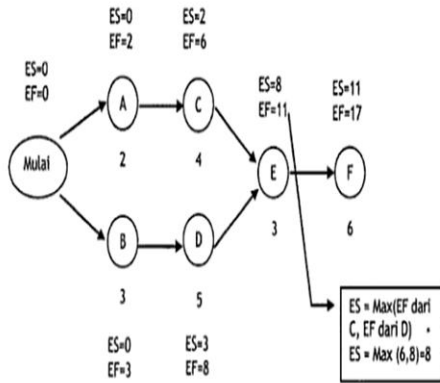 ES=0
EF=2
ES=2
EF=6
ES=0
EF=0
ES=8
EF=11
ES=11
EF=17
A
C
Mulai
2
4
E
F
B
D
3
6
3
5
ES=0
EF=3
ES=3
EF=8
ES = Max(EF dari
C, EF dari D)
ES = Max (6,8)=8